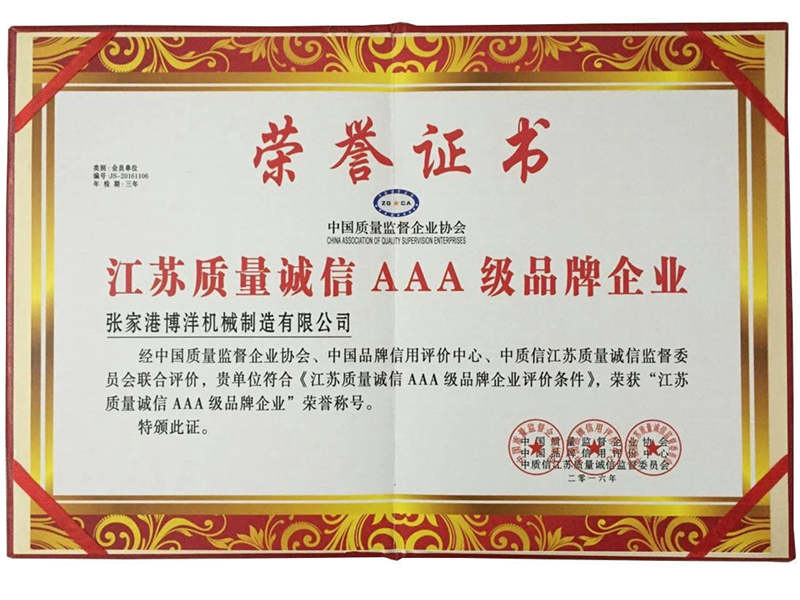 荣誉证书
类别:会员单位
编号:JS-20161106
年检期:三年
ZG★CA
中国质量监督企业协会
CHINA ASSOCIATION OF QUALITY SUPERVISION ENTERPRISES
江苏质量诚信AAA级品牌企业
张家港博洋机械制造有限公司
经中国质量监督企业协会、中国品牌信用评价中心、中质信江苏质量诚信监督委
员会联合评价，贵单位符合《江苏质量诚信AAA级品牌企业评价条件》，荣获“江苏
质量诚信AAA级品牌企业”荣誉称号。
特颁此证。
中国质量监督企业协会
中国品牌信用评价中心
中质信江苏质量诚信监督委员会
二零一六年